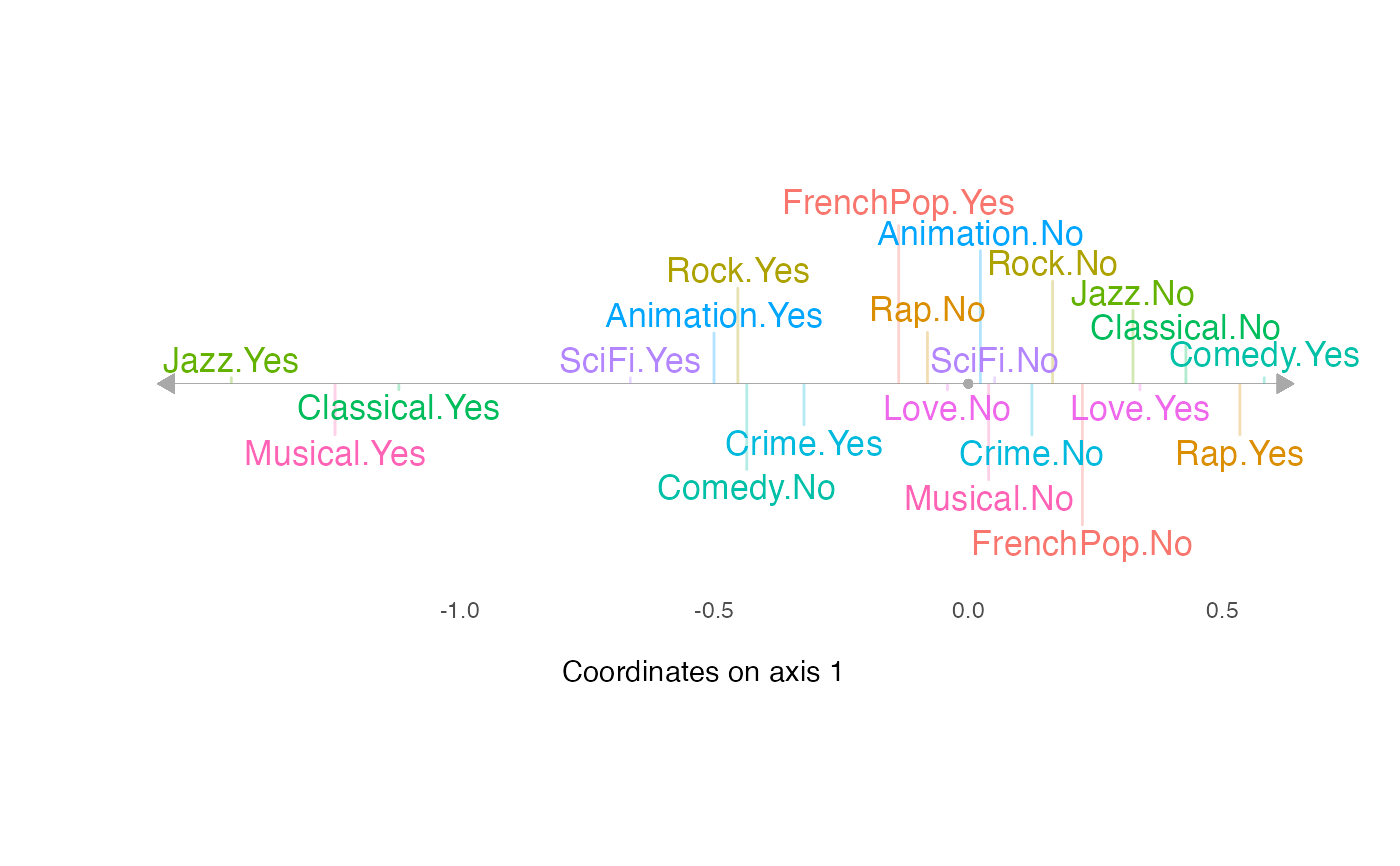 FrenchPop.Yes
Animation.No
Rock.Yes
Rock.No
Jazz.No
Animation.Yes
Rap.No
Classical.No
Jazz.Yes
SciFi.Yes
SciFi.No
Comedy.Yes
Classical.Yes
Love.No
Love.Yes
Musical.Yes
Crime.Yes
Crime.No
Rap.Yes
Comedy.No
Musical.No
FrenchPop.No
-1.0
-0.5
0.0
0.5
Coordinates on axis 1